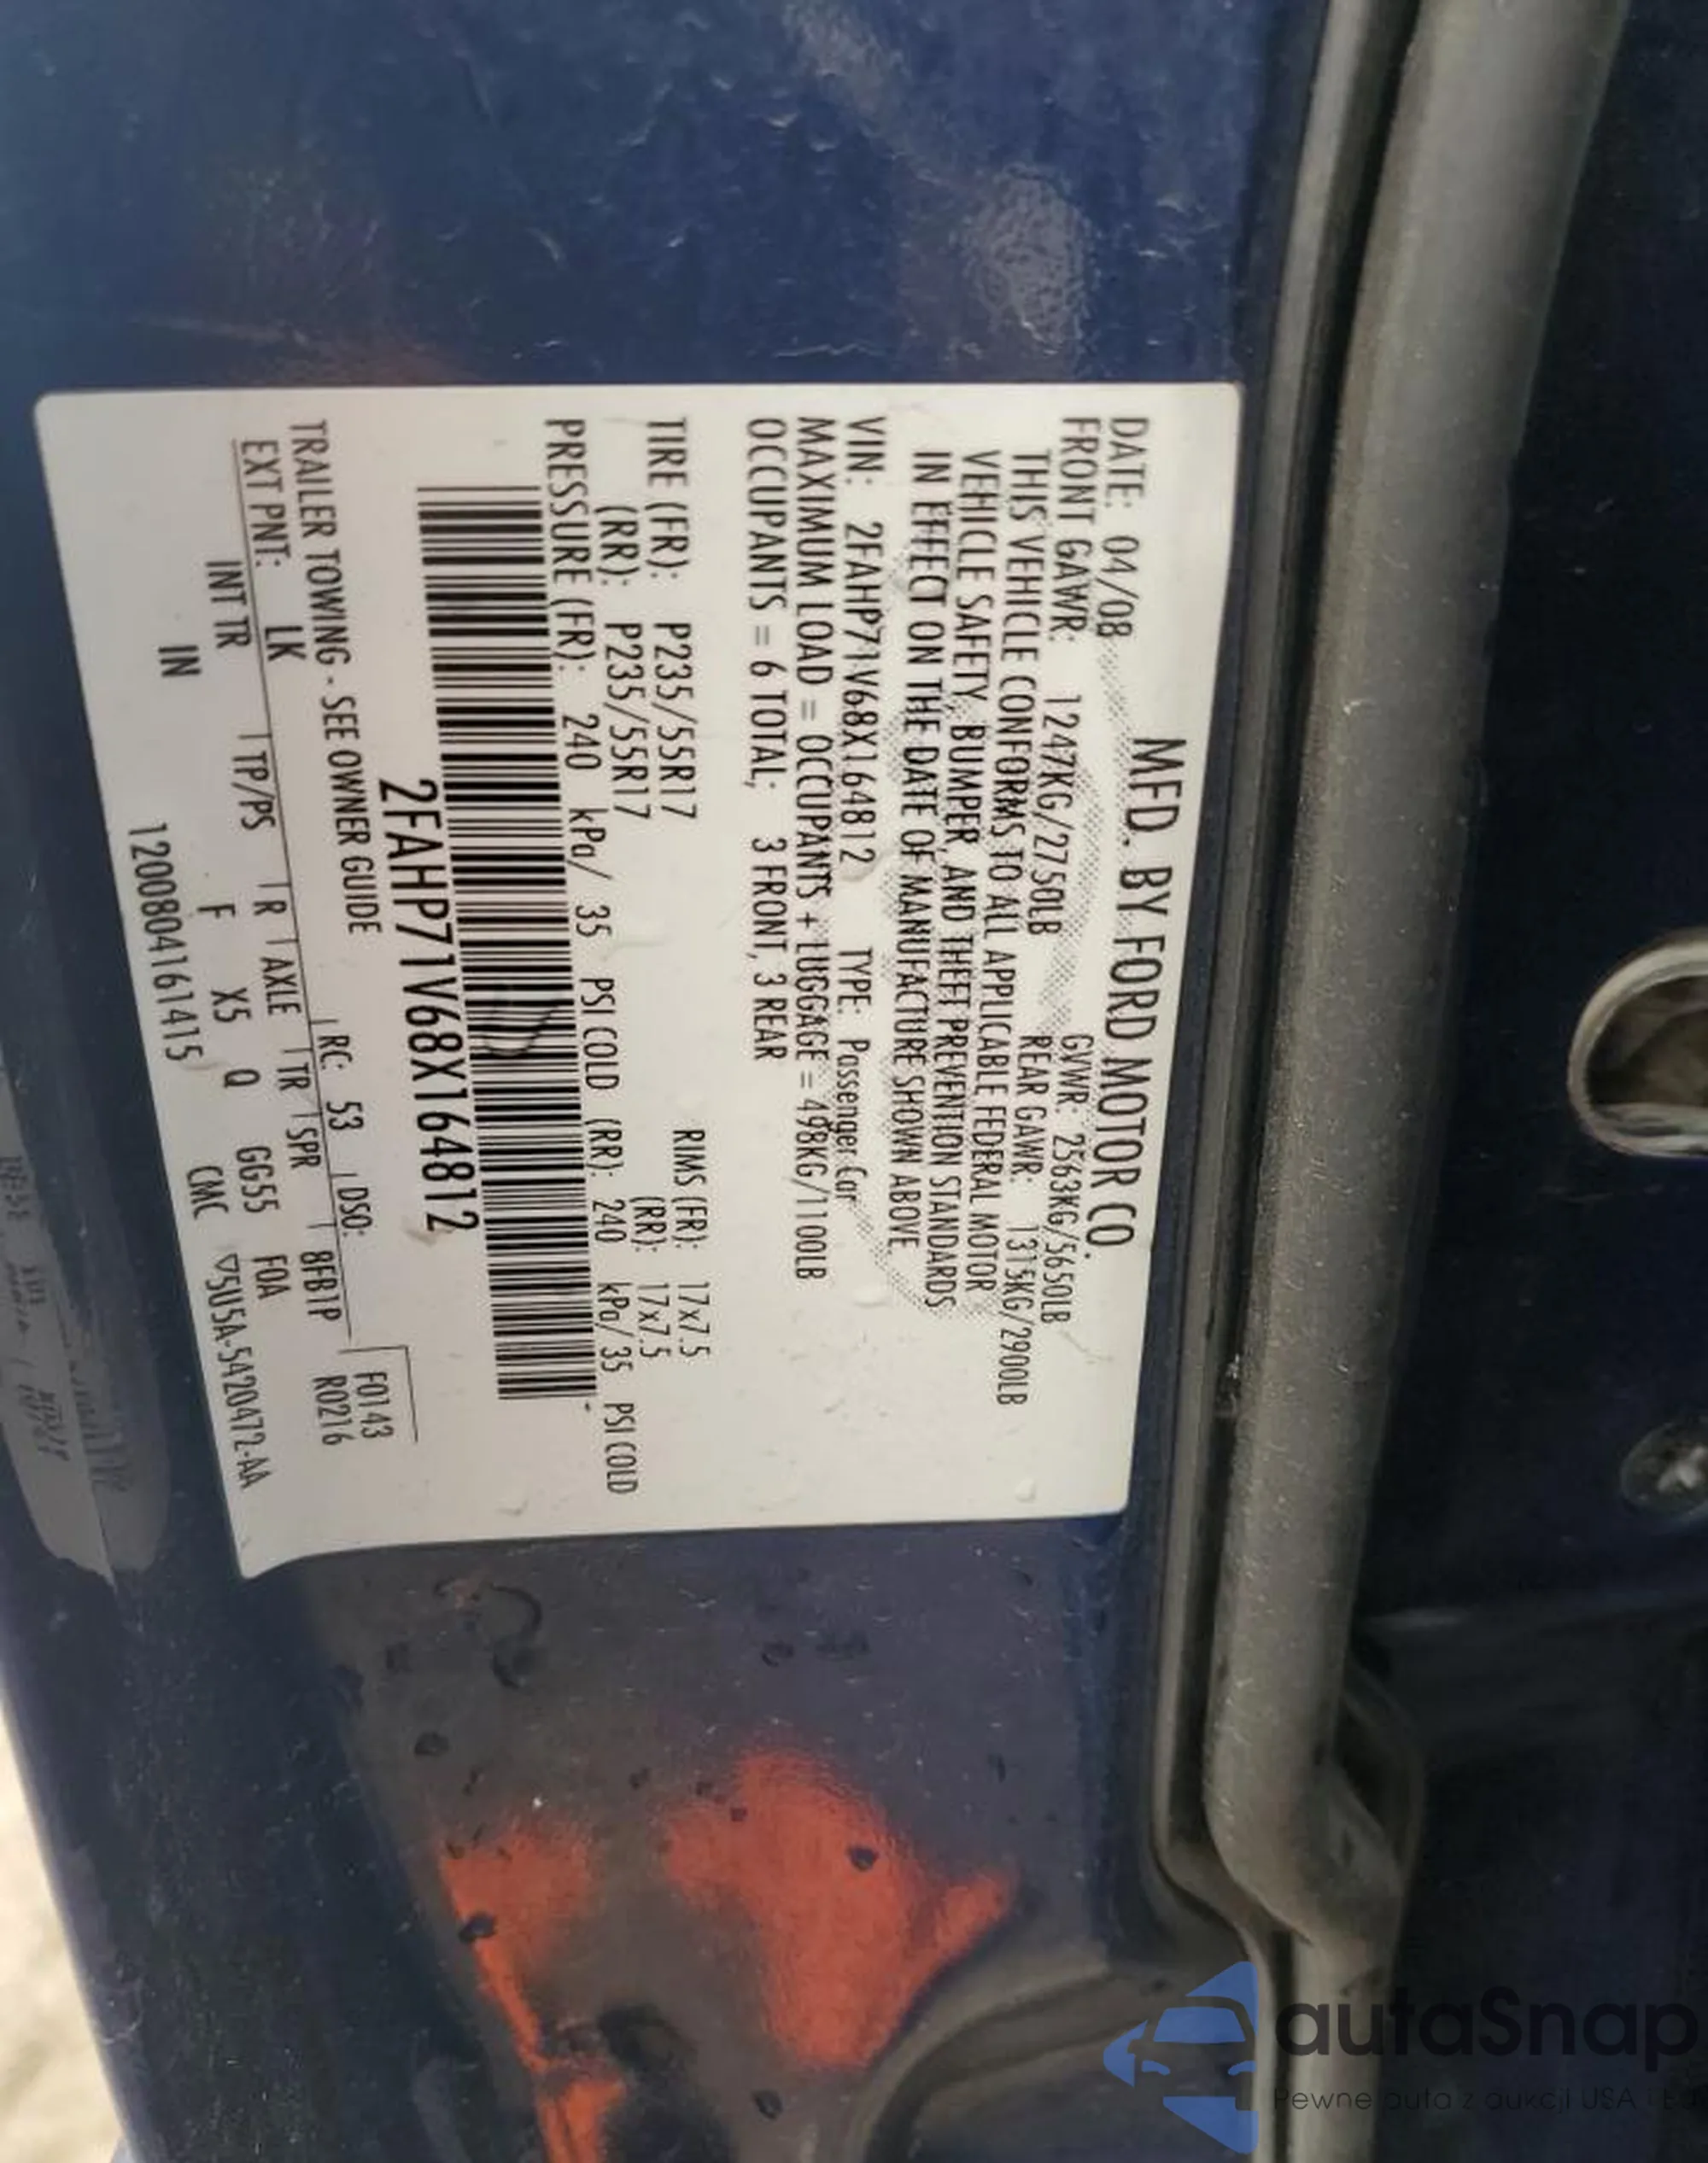 MFD. BY FORD MOTOR CO.
DATE: 04/08 GVWR: 2563KG/5650LB
FRONT GAWR: 1247KG/2750LB REAR GAWR: 1315KG/2900LB
THIS VEHICLE CONFORMS TO ALL APPLICABLE FEDERAL MOTOR
VEHICLE SAFETY, BUMPER, AND THEFT PREVENTION STANDARDS
IN EFFECT ON THE DATE OF MANUFACTURE SHOWN ABOVE.
VIN: 2FAHP71V68X164812 TYPE: Passenger Car
MAXIMUM LOAD = OCCUPANTS + LUGGAGE = 498KG/1100LB
OCCUPANTS = 6 TOTAL; 3 FRONT, 3 REAR
TIRE (FR): P235/55R17 RIMS (FR): 17x7.5
(RR): P235/55R17 (RR): 17x7.5
PRESSURE (FR): 240 kPa/ 35 PSI COLD (RR): 240 kPa/ 35 PSI COLD
2FAHP71V68X164812
F0143
TRAILER TOWING - SEE OWNER GUIDE R0216
EXT PNT: LK RC: 53 DSO: 8FB1P
INT TR TP/PS R AXLE TR SPR
IN F X5 Q GG55 FOA
1200804161415 CMC ▽5U5A-5420472-AA
autaSnap
Pewne auta z aukcji USA i